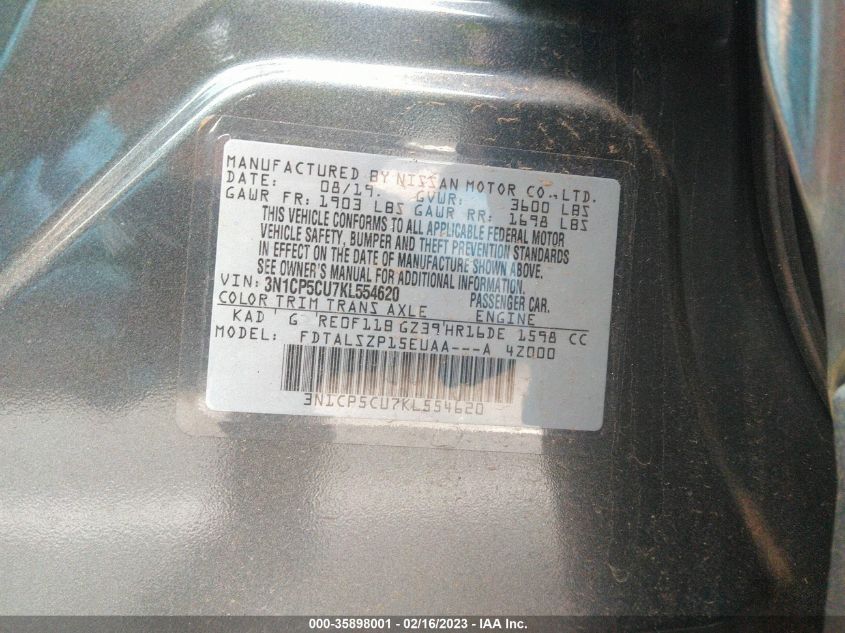 MANUFACTURED BY NISSAN MOTOR CO.,LTD.
DATE: 08/19. GVWR: 3600 LBS
GAWR FR: 1903 LBS GAWR RR: 1698 LBS
THIS VEHICLE CONFORMS TO ALL APPLICABLE FEDERAL MOTOR
VEHICLE SAFETY, BUMPER AND THEFT PREVENTION STANDARDS
IN EFFECT ON THE DATE OF MANUFACTURE SHOWN ABOVE.
SEE OWNER'S MANUAL FOR ADDITIONAL INFORMATION.
VIN: 3N1CP5CU7KL554620 PASSENGER CAR.
COLOR TRIM TRANS AXLE ENGINE
KAD G RE0F11B GZ39 HR16DE 1598 CC
MODEL: FDTALSZP15EUAA---A 42000
3N1CP5CU7KL554620
000-35898001 - 02/16/2023 - IAA Inc.